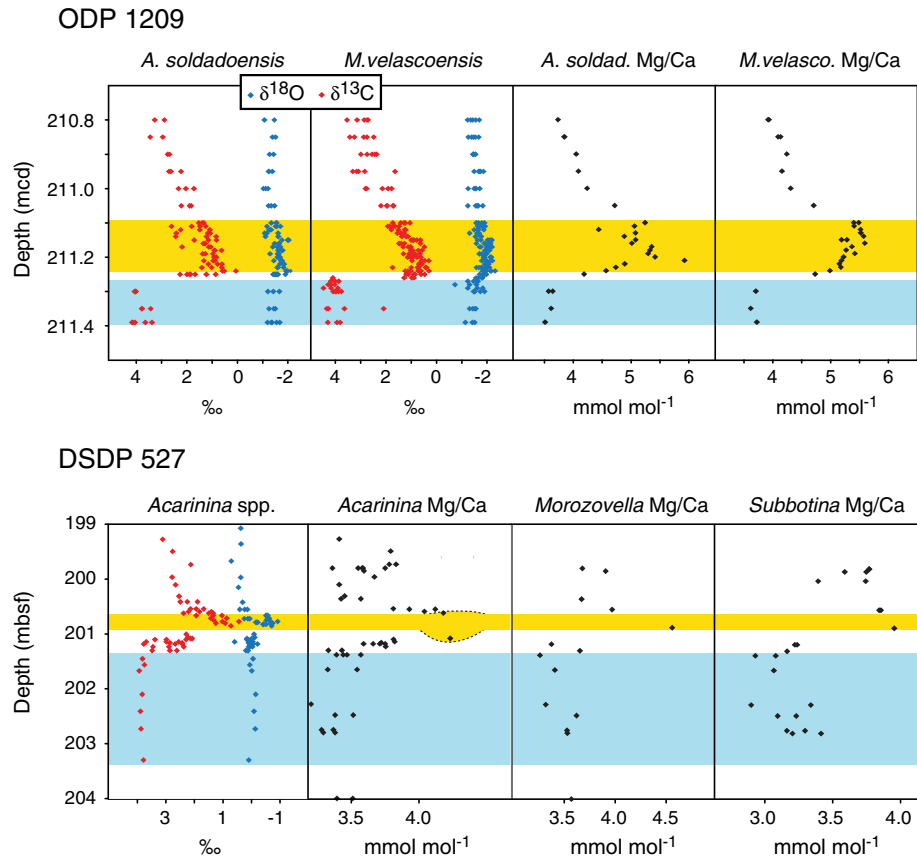 ODP 1209
A. soldadoensis M.velascoensis A. soldad. Mg/Ca M.velasco. Mg/Ca
δ18O δ13C
Depth (mcd)
210.8
211.0
211.2
211.4
4 2 0 -2 4 2 0 -2 4 5 6 4 5 6
‰ ‰ mmol mol-1 mmol mol-1
DSDP 527
Acarinina spp. Acarinina Mg/Ca Morozovella Mg/Ca Subbotina Mg/Ca
Depth (mbsf)
199
200
201
202
203
204
3 1 -1 3.5 4.0 3.5 4.0 4.5 3.0 3.5 4.0
‰ mmol mol-1 mmol mol-1 mmol mol-1